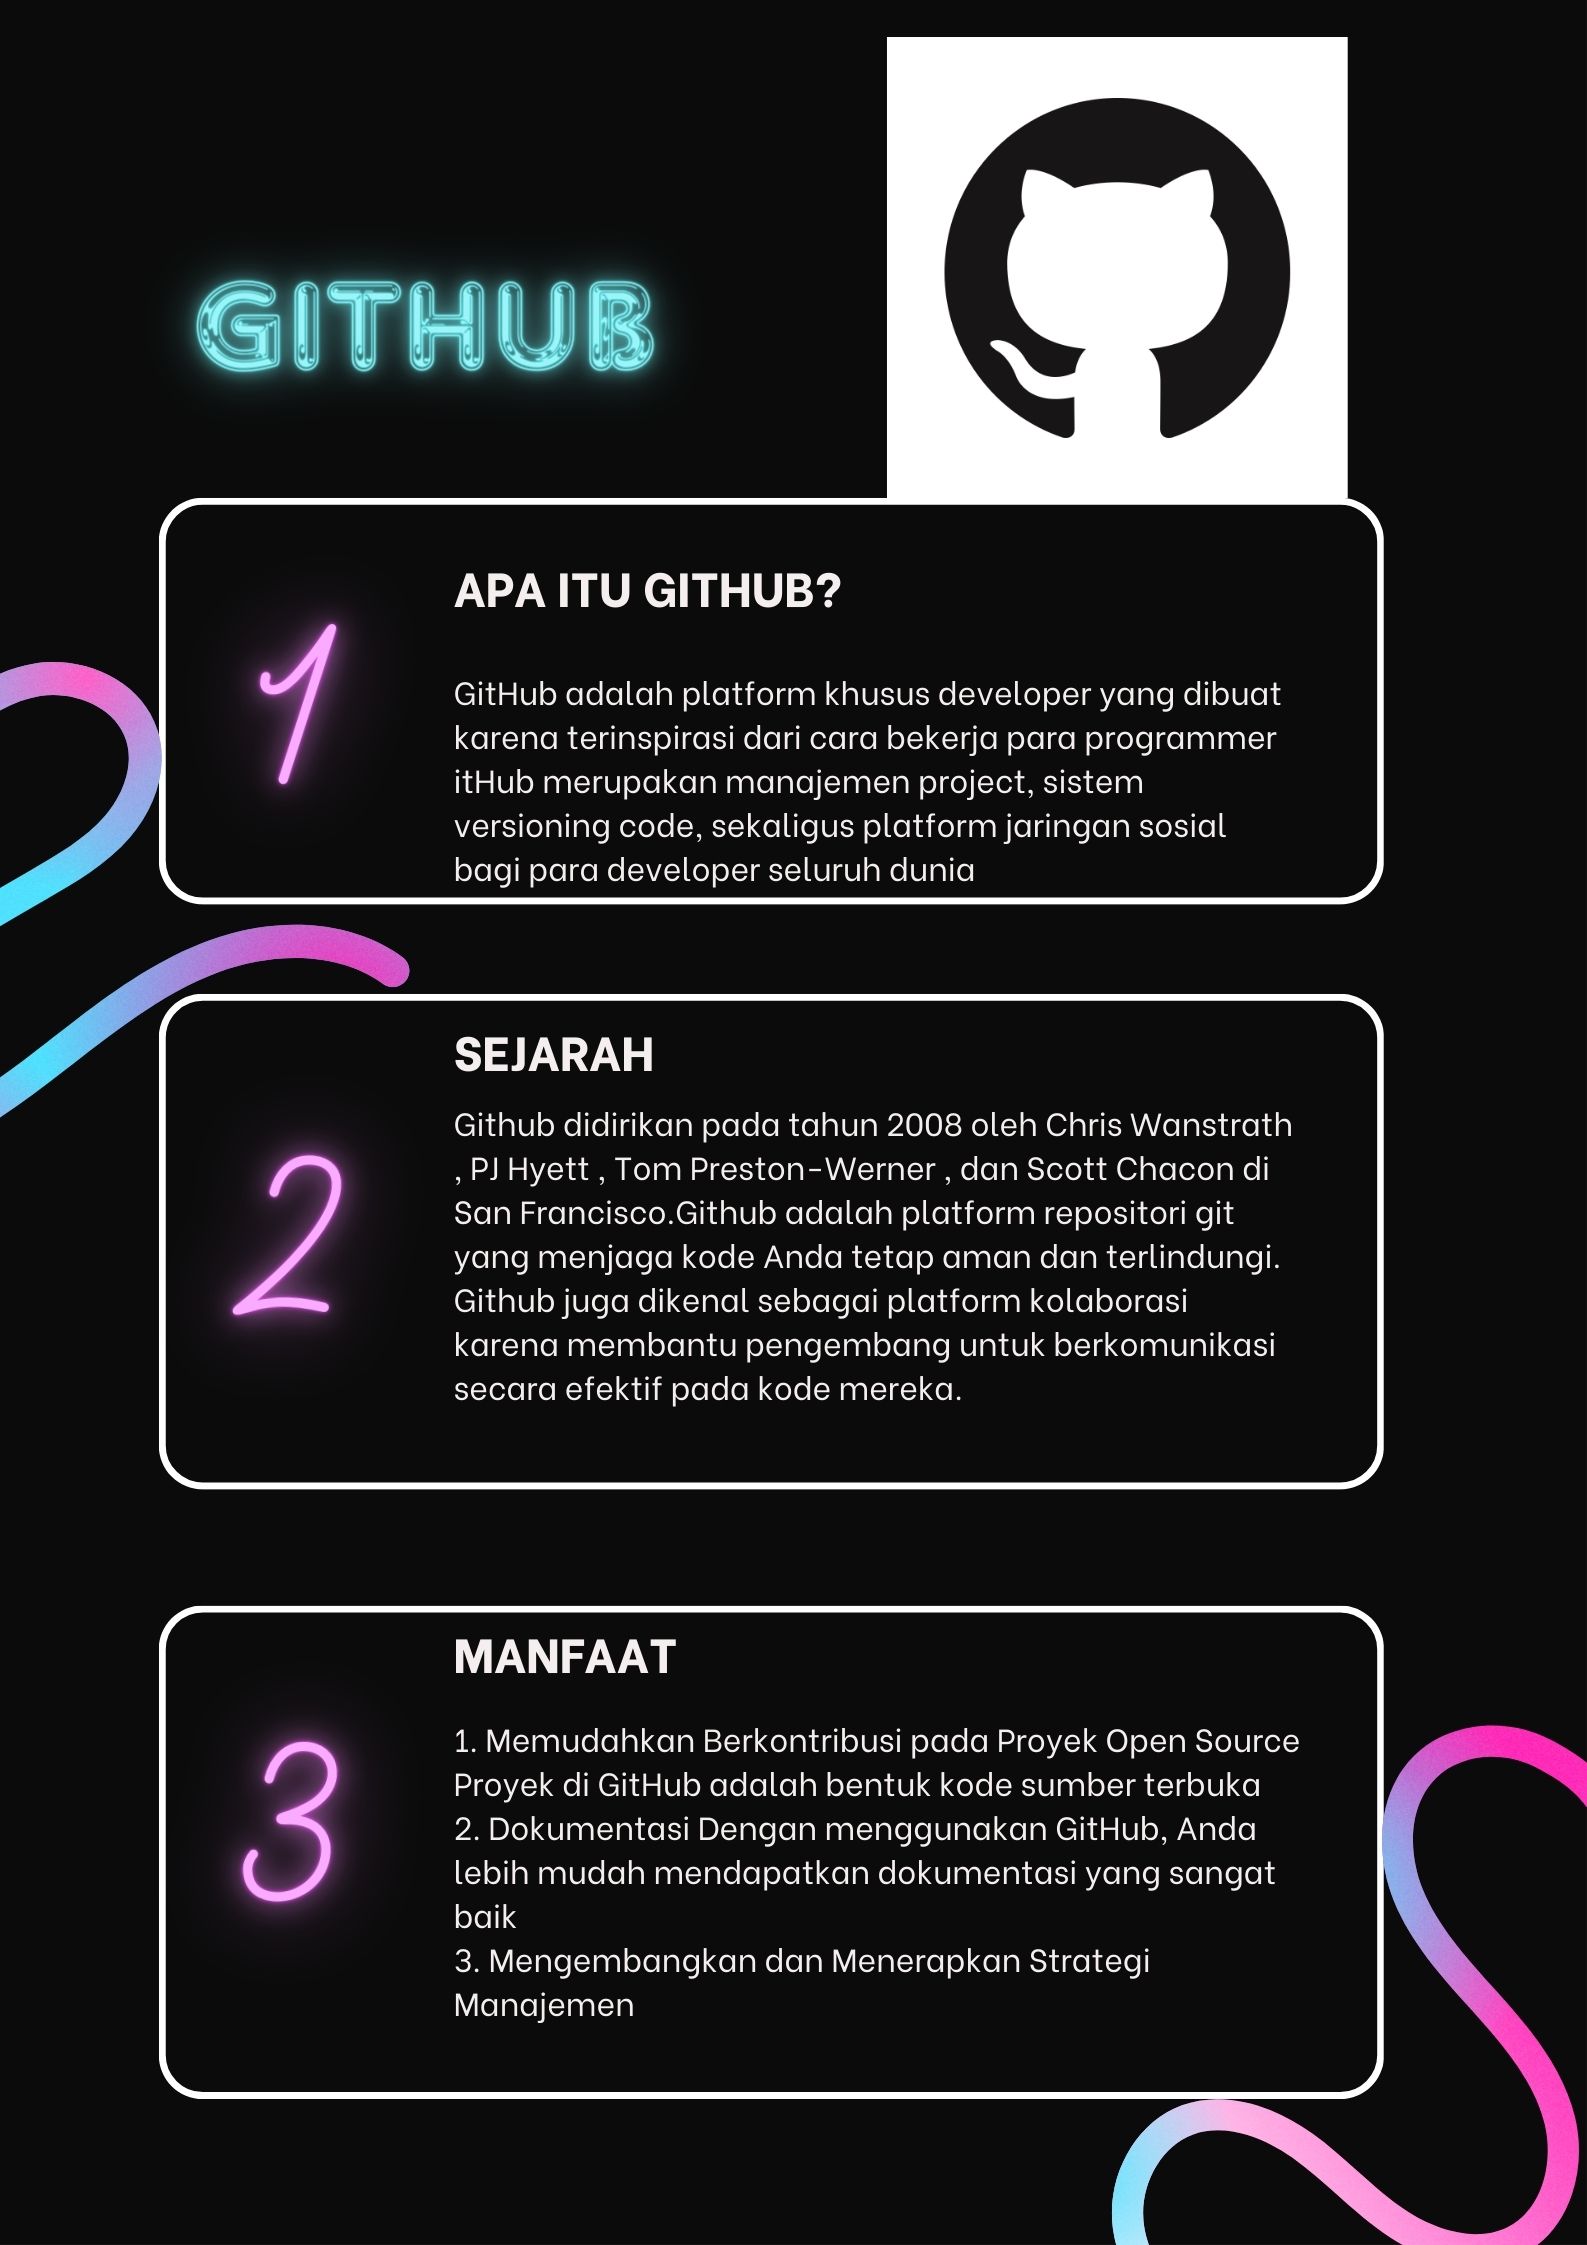 GITHUB
1
APA ITU GITHUB?
GitHub adalah platform khusus developer yang dibuat
karena terinspirasi dari cara bekerja para programmer
itHub merupakan manajemen project, sistem
versioning code, sekaligus platform jaringan sosial
bagi para developer seluruh dunia
2
SEJARAH
Github didirikan pada tahun 2008 oleh Chris Wanstrath
, PJ Hyett , Tom Preston-Werner , dan Scott Chacon di
San Francisco.Github adalah platform repositori git
yang menjaga kode Anda tetap aman dan terlindungi.
Github juga dikenal sebagai platform kolaborasi
karena membantu pengembang untuk berkomunikasi
secara efektif pada kode mereka.
3
MANFAAT
1. Memudahkan Berkontribusi pada Proyek Open Source
Proyek di GitHub adalah bentuk kode sumber terbuka
2. Dokumentasi Dengan menggunakan GitHub, Anda
lebih mudah mendapatkan dokumentasi yang sangat
baik
3. Mengembangkan dan Menerapkan Strategi
Manajemen